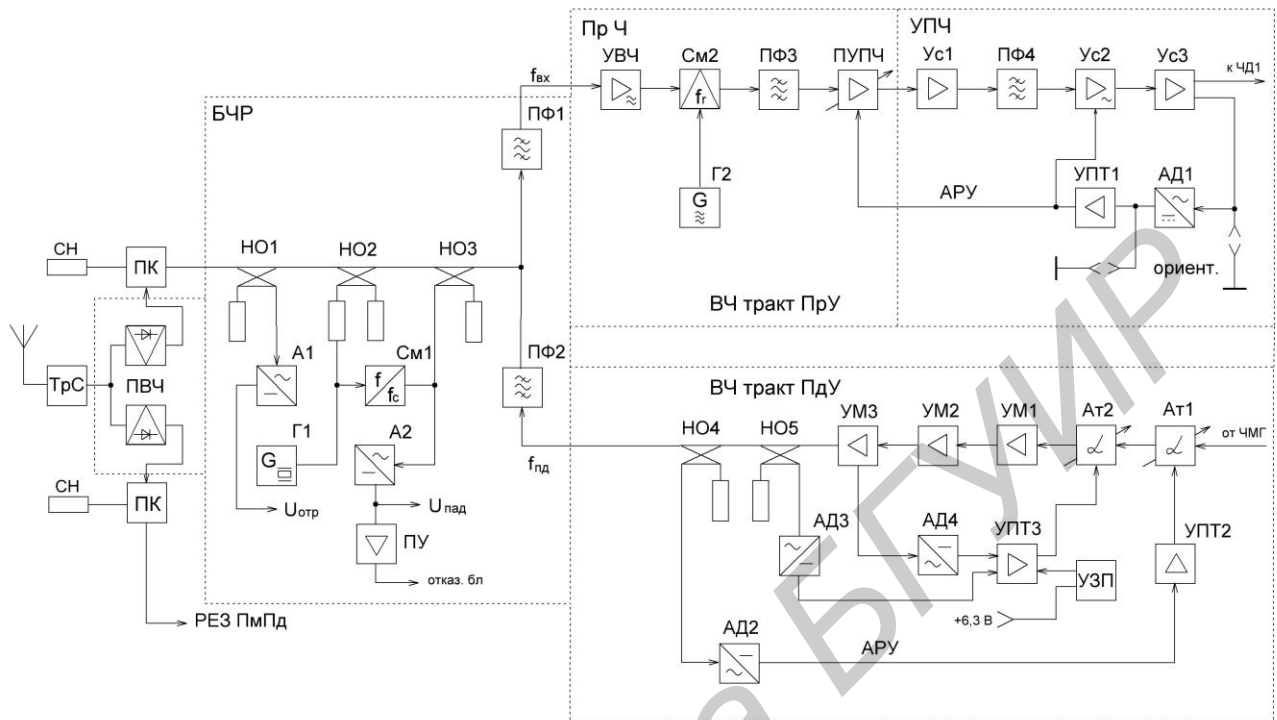 Пр Ч
УПЧ
УВЧ
См2
ПФ3
ПУПЧ
Ус1
ПФ4
Ус2
Ус3
fвх
к ЧД1
fг
БЧР
ПФ1
Г2
G
УПТ1
АД1
АРУ
СН
ПК
НО1
НО2
НО3
ориент.
ВЧ тракт ПрУ
ТрС
ПВЧ
А1
См1
f
fс
ПФ2
ВЧ тракт ПдУ
УМ3
УМ2
УМ1
Ат2
Ат1
от ЧМГ
α
α
НО4
НО5
fпд
Г1
G
А2
СН
ПК
Uотр
Uпад
ПУ
отказ. бл
АД3
АД4
УПТ3
УПТ2
УЗП
+6,3 В
РЕЗ ПмПд
АД2
АРУ
а БГУИР